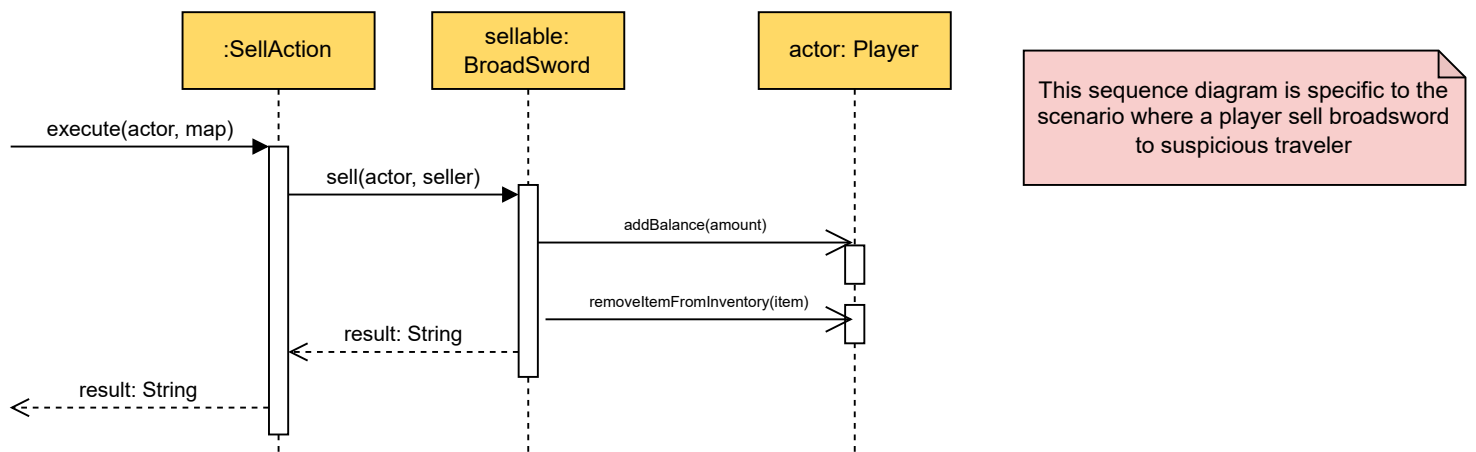 :SellAction
sellable:
BroadSword
actor: Player
This sequence diagram is specific to the
scenario where a player sell broadsword
to suspicious traveler
execute(actor, map)
sell(actor, seller)
addBalance(amount)
removeItemFromInventory(item)
result: String
result: String